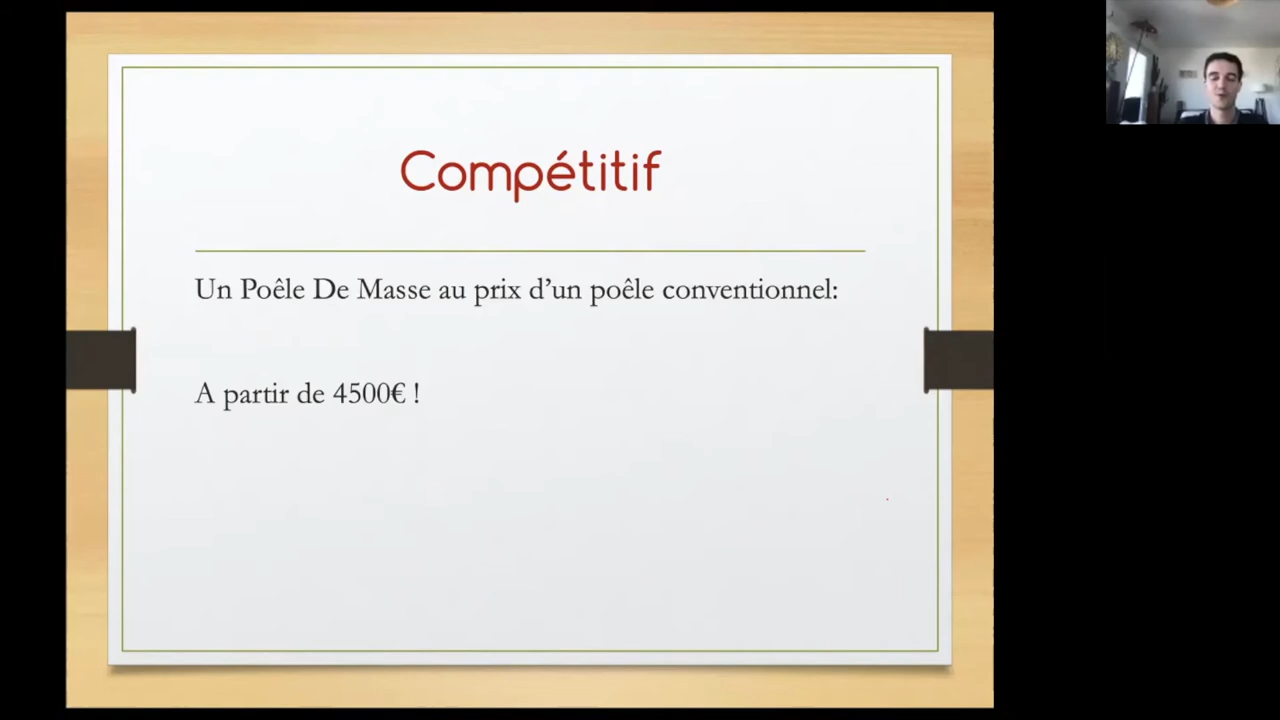 Compétitif
Un Poêle De Masse au prix d’un poêle conventionnel:
A partir de 4500€ !